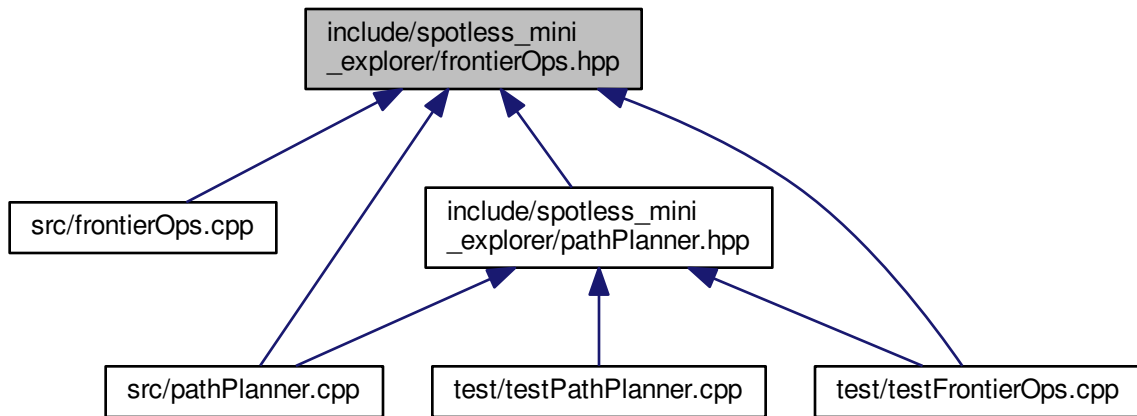 include/spotless_mini
_explorer/frontierOps.hpp
src/frontierOps.cpp
include/spotless_mini
_explorer/pathPlanner.hpp
src/pathPlanner.cpp
test/testPathPlanner.cpp
test/testFrontierOps.cpp